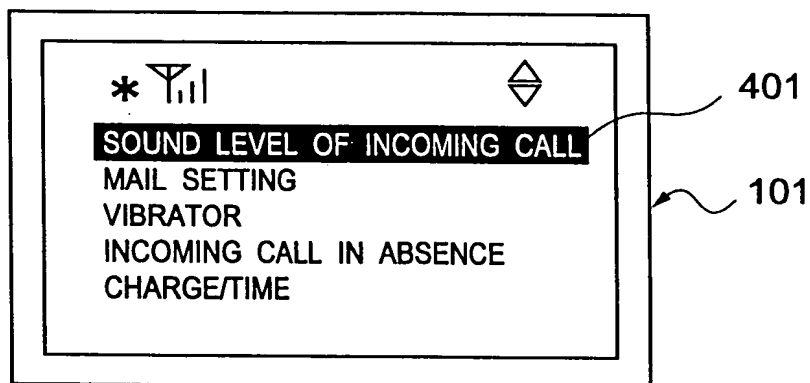 *
401
SOUND LEVEL OF INCOMING CALL
MAIL SETTING
101
VIBRATOR
INCOMING CALL IN ABSENCE
CHARGE/TIME